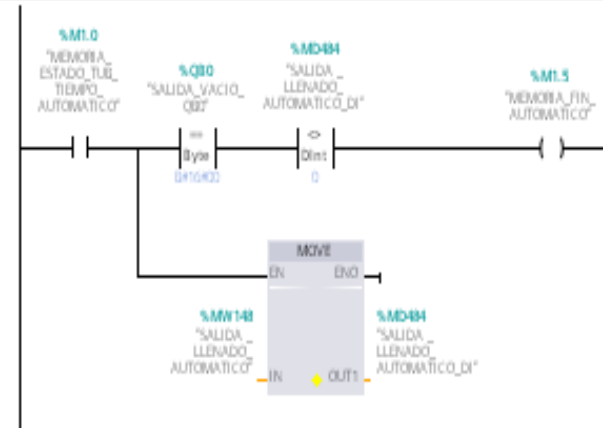 %M1.0
"MEMORIA_
ESTADO_TUB_
TIEMPO_
AUTOMATICO"
%QB0
"SALIDA_VACIO_
QB0"
%MD484
"SALIDA_
LLENADO_
AUTOMATICO_DI"
%M1.5
"MEMORIA_FIN_
AUTOMATICO"
==
Byte
B#16#00
<>
DInt
0
MOVE
EN
ENO
%MW148
"SALIDA_
LLENADO_
AUTOMATICO"
IN
OUT1
%MD484
"SALIDA_
LLENADO_
AUTOMATICO_DI"